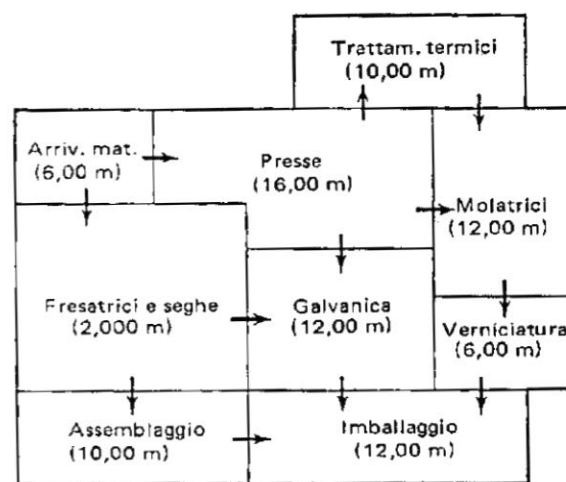 Trattam. termici
(10,00 m)
Arriv. mat.
(6,00 m)
Presse
(16,00 m)
Molatrici
(12,00 m)
Fresatrici e seghe
(2,000 m)
Galvanica
(12,00 m)
Verniciatura
(6,00 m)
Assemblaggio
(10,00 m)
Imballaggio
(12,00 m)